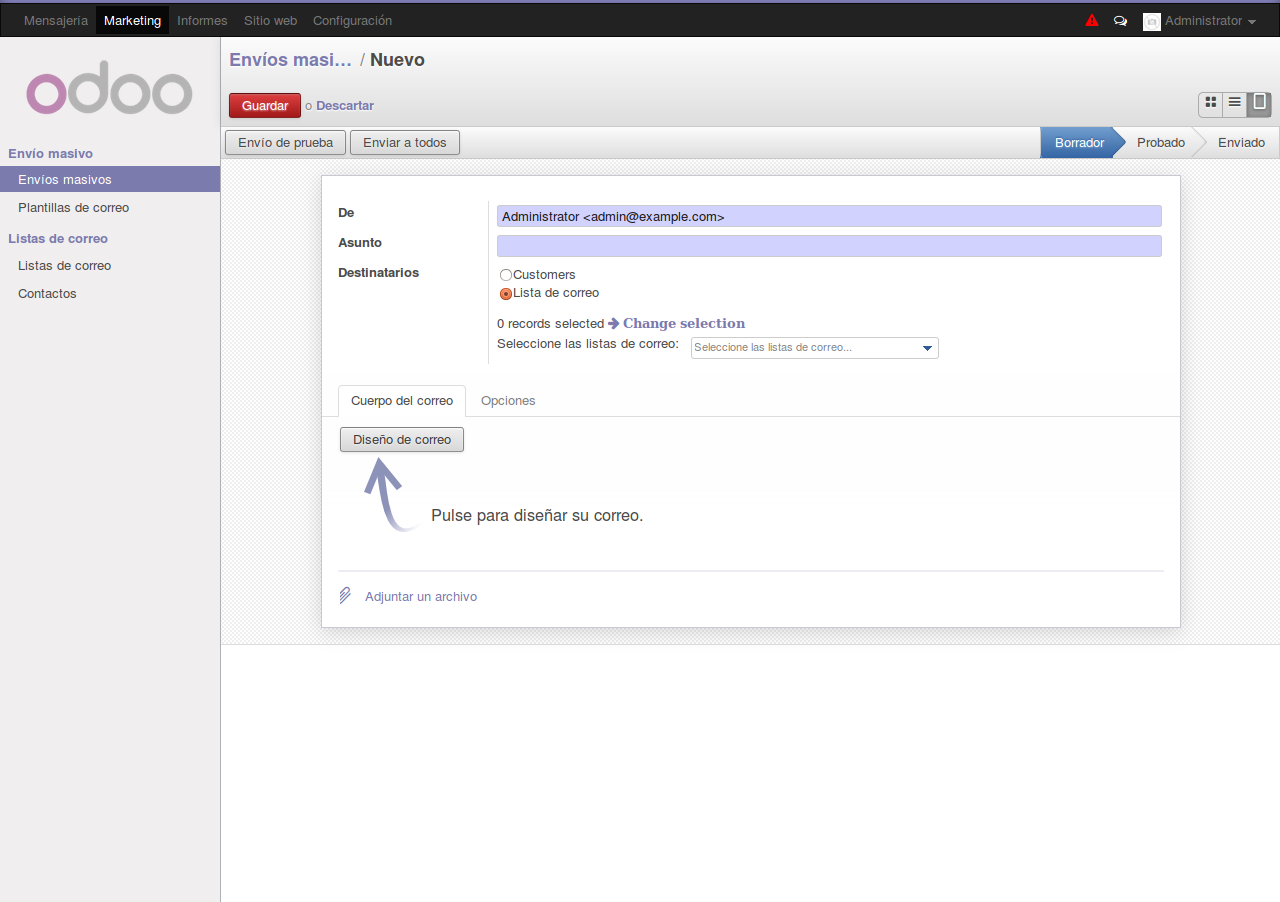 Mensajería Marketing Informes Sitio web Configuración Administrator
odoo
Envío masivo
Envíos masivos
Plantillas de correo
Listas de correo
Listas de correo
Contactos
Envíos masi... / Nuevo
Guardar o Descartar
Envío de prueba Enviar a todos Borrador Probado Enviado
De Administrator <admin@example.com>
Asunto
Destinatarios Customers
Lista de correo
0 records selected Change selection
Seleccione las listas de correo: Seleccione las listas de correo...
Cuerpo del correo Opciones
Diseño de correo
Pulse para diseñar su correo.
Adjuntar un archivo